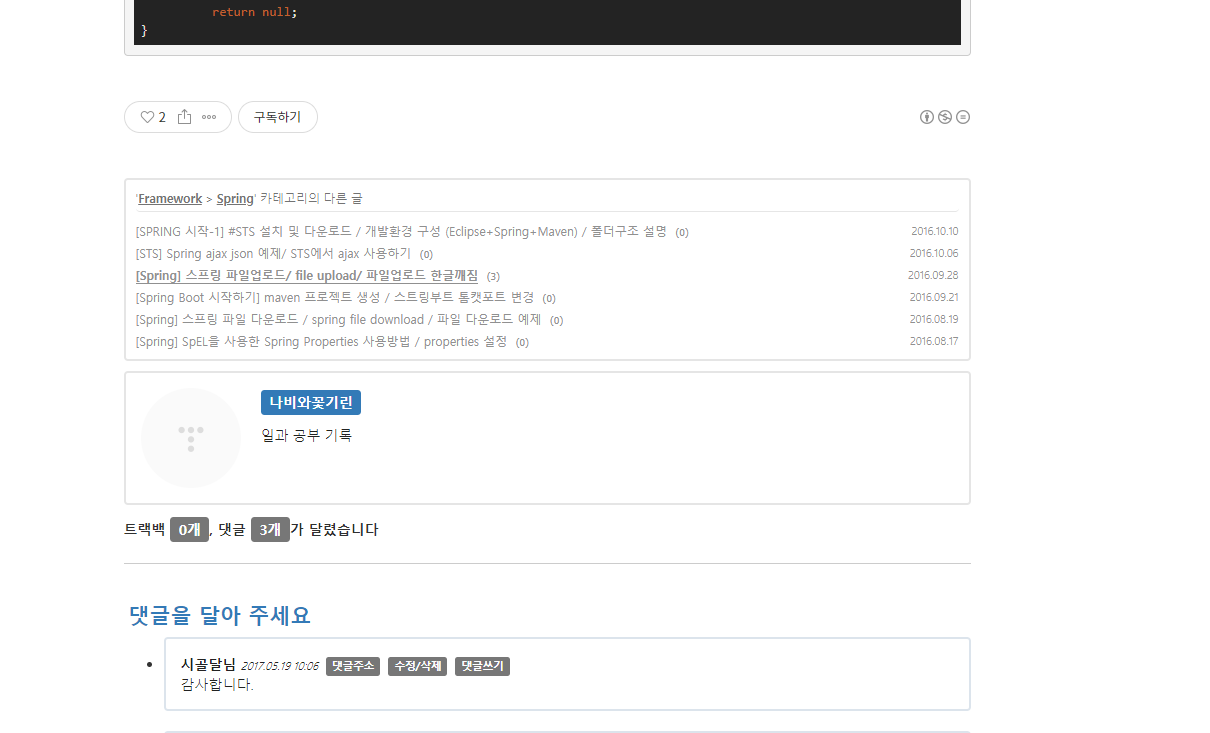 return null;
}
2
구독하기
'Framework > Spring' 카테고리의 다른 글
[SPRING 시작-1] #STS 설치 및 다운로드 / 개발환경 구성 (Eclipse+Spring+Maven) / 폴더구조 설명 (0) 2016.10.10
[STS] Spring ajax json 예제/ STS에서 ajax 사용하기 (0) 2016.10.06
[Spring] 스프링 파일업로드/ file upload/ 파일업로드 한글깨짐 (3) 2016.09.28
[Spring Boot 시작하기] maven 프로젝트 생성 / 스트링부트 톰캣포트 변경 (0) 2016.09.21
[Spring] 스프링 파일 다운로드 / spring file download / 파일 다운로드 예제 (0) 2016.08.19
[Spring] SpEL을 사용한 Spring Properties 사용방법 / properties 설정 (0) 2016.08.17
나비와꽃기린
일과 공부 기록
트랙백 0개, 댓글 3개가 달렸습니다
댓글을 달아 주세요
시골달님 2017.05.19 10:06 댓글주소 수정/삭제 댓글쓰기
감사합니다.